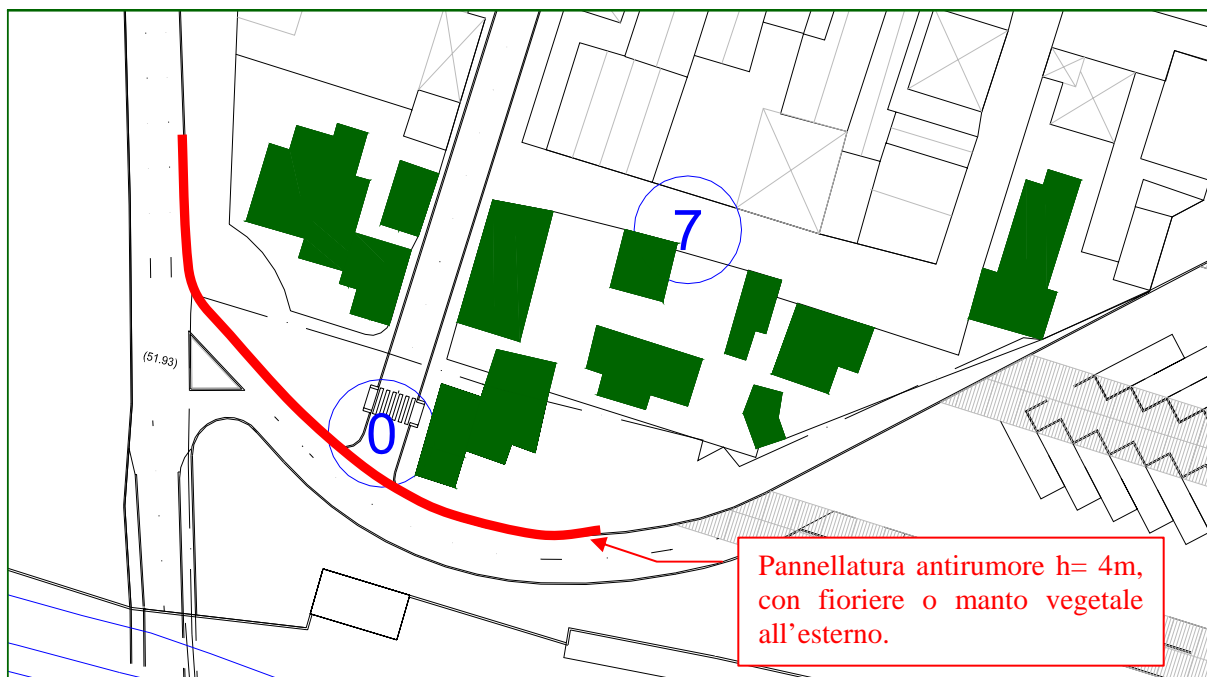 7
(51.93)
0
Pannellatura antirumore h= 4m,
con fioriere o manto vegetale
all’esterno.